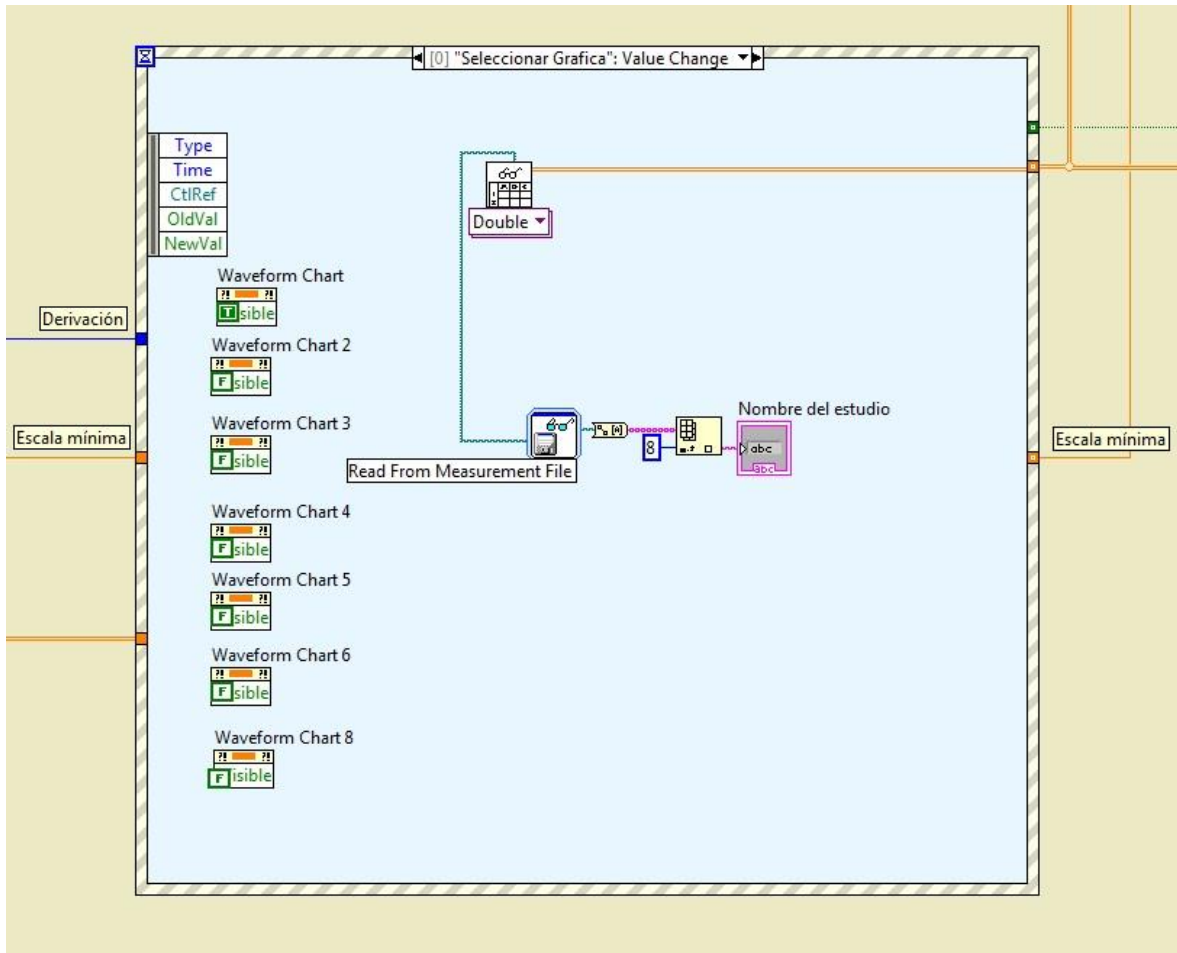 [0] "Seleccionar Grafica": Value Change
Type
Time
CtlRef
OldVal
NewVal
Double
Waveform Chart
T sible
Derivación
Waveform Chart 2
F sible
Waveform Chart 3
F sible
Escala mínima
Read From Measurement File
8
Nombre del estudio
abc
abc
Escala mínima
Waveform Chart 4
F sible
Waveform Chart 5
F sible
Waveform Chart 6
F sible
Waveform Chart 8
F isible